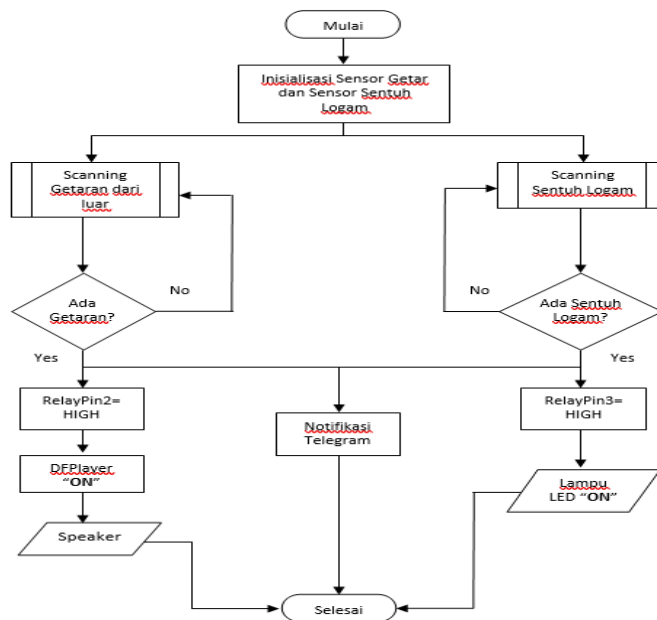 Mulai
Inisialisasi Sensor Getar
dan Sensor Sentuh
Logam
Scanning
Getaran dari
luar
Scanning
Sentuh Logam
No
No
Ada
Getaran?
Ada Sentuh
Logam?
Yes
Yes
RelayPin2=
HIGH
Notifikasi
Telegram
RelayPin3=
HIGH
DFPlayer
“ON”
Lampu
LED “ON”
Speaker
Selesai